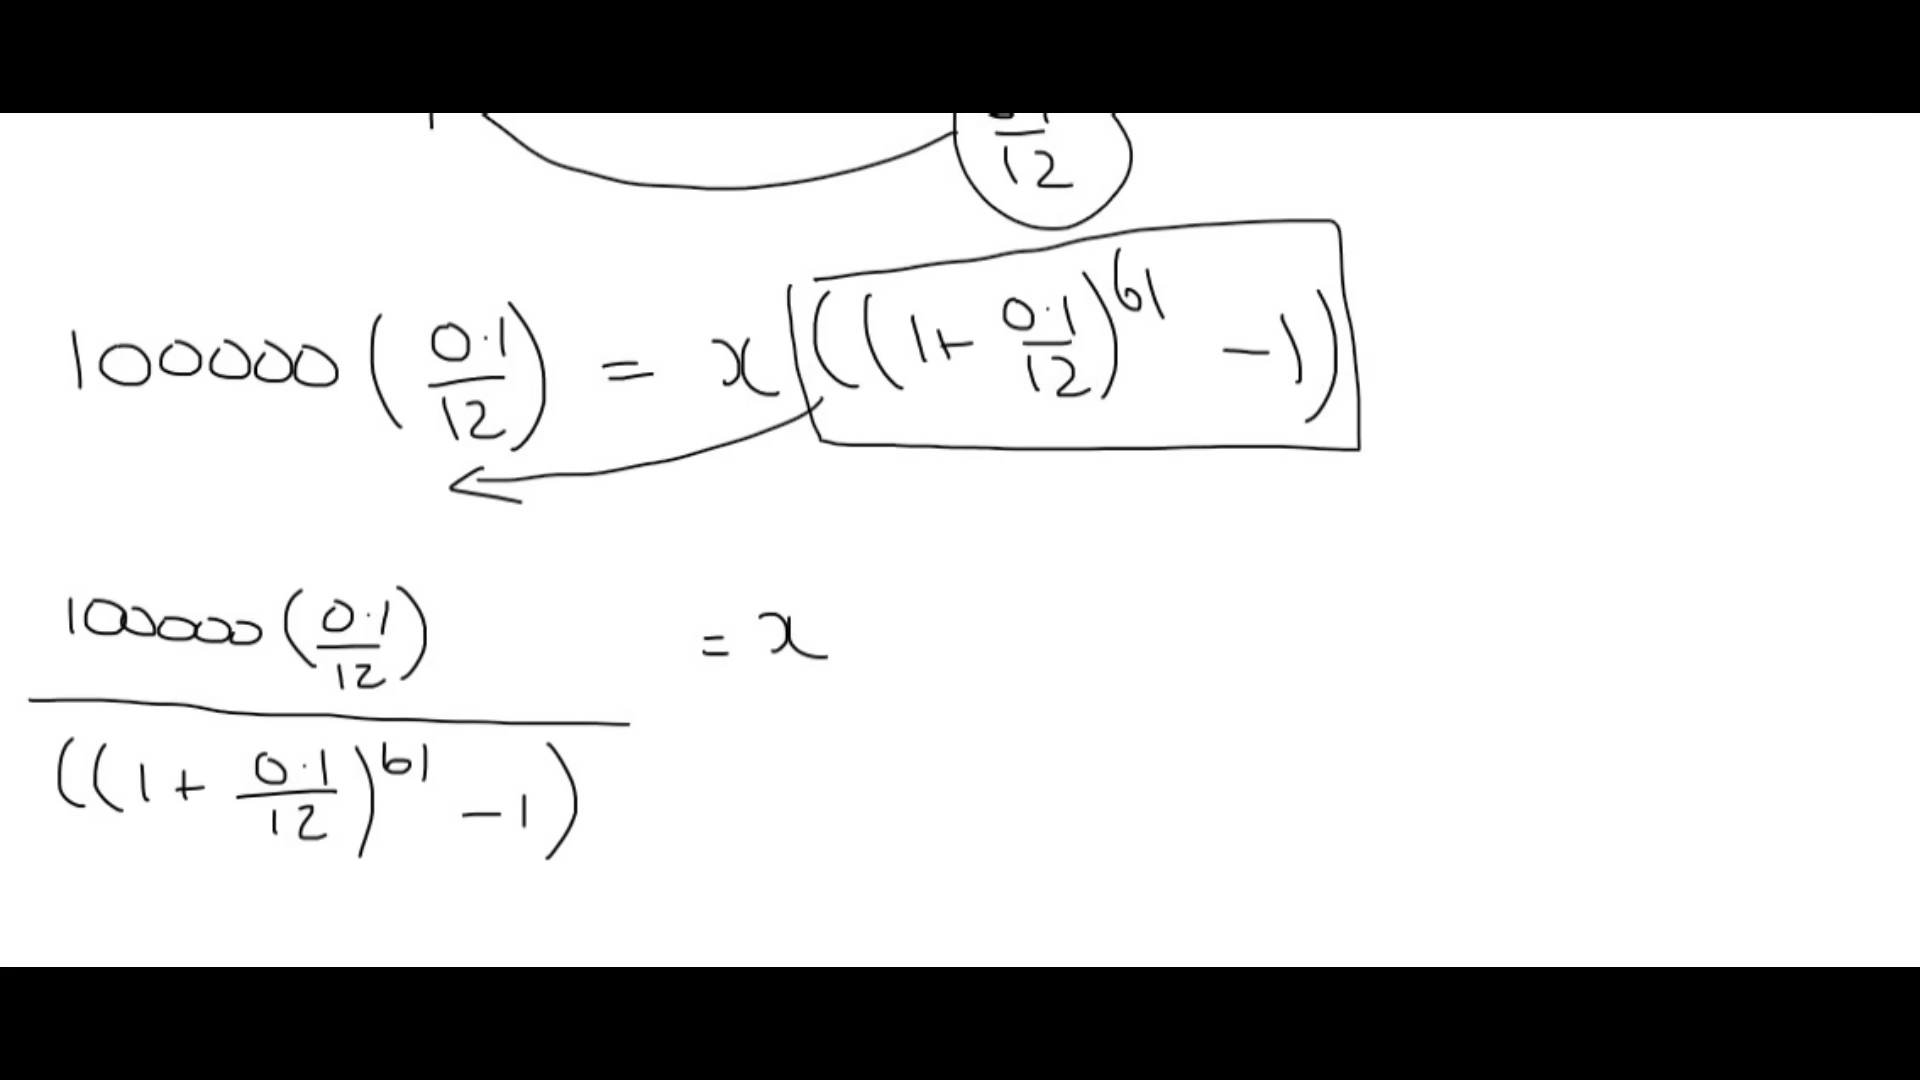 12
100000 (0.1/12) = x ((1 + 0.1/12)^61 - 1)
100000 (0.1/12) / ((1 + 0.1/12)^61 - 1) = x